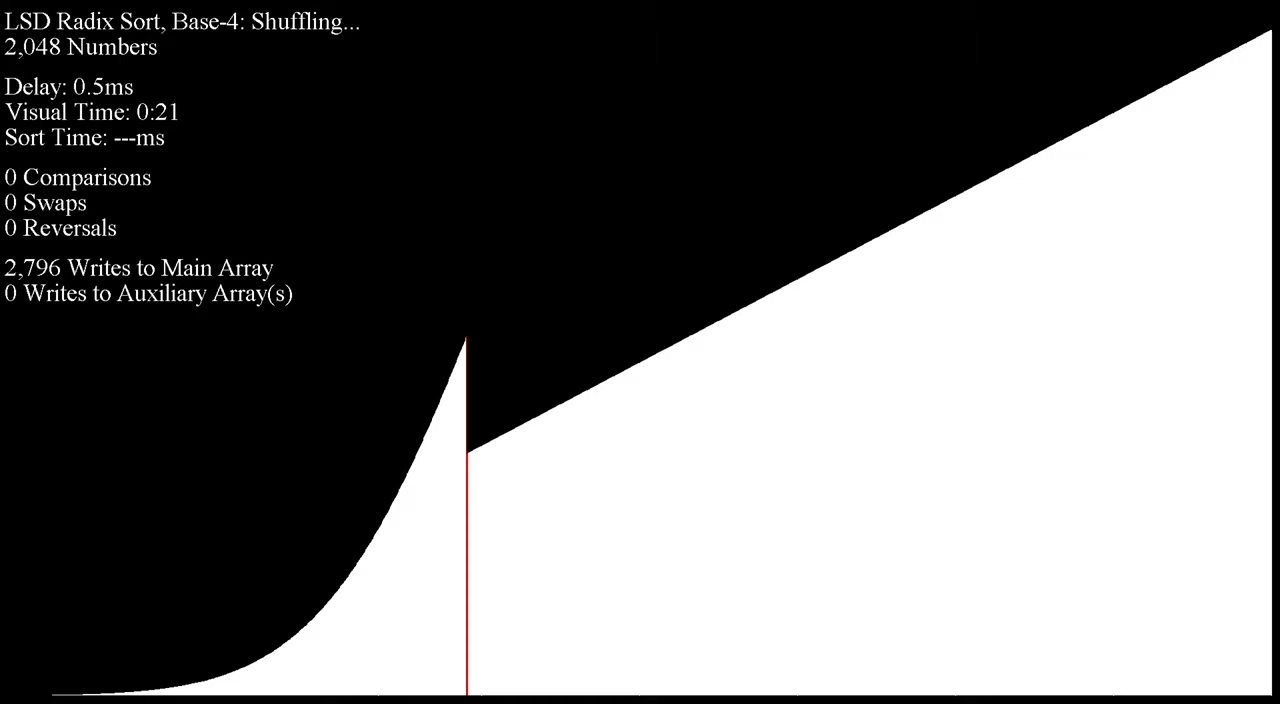 LSD Radix Sort, Base-4: Shuffling...
2,048 Numbers
Delay: 0.5ms
Visual Time: 0:21
Sort Time: ---ms
0 Comparisons
0 Swaps
0 Reversals
2,796 Writes to Main Array
0 Writes to Auxiliary Array(s)